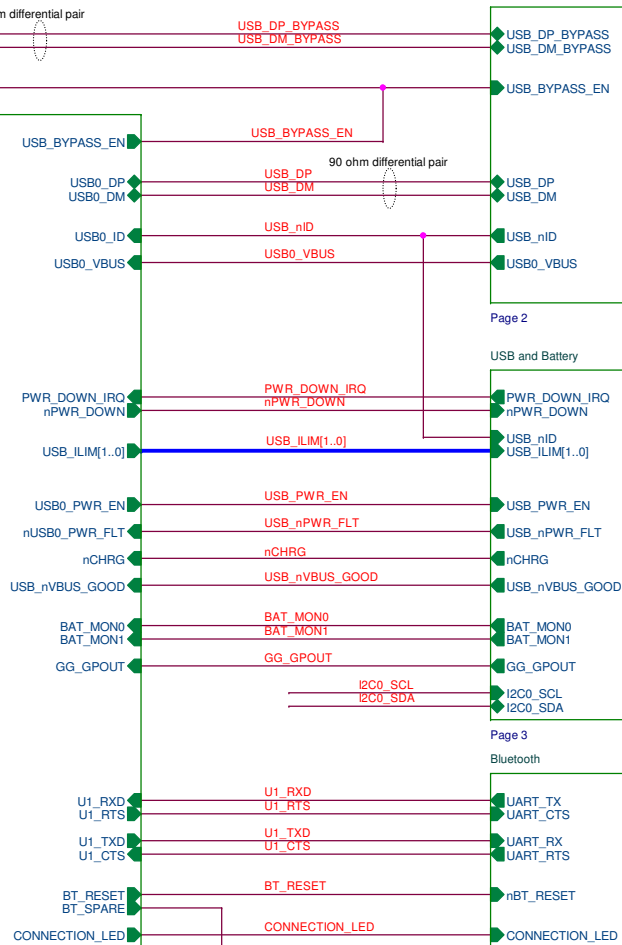 m differential pair
USB_DP_BYPASS
USB_DP_BYPASS
USB_DM_BYPASS
USB_DM_BYPASS
USB_BYPASS_EN
USB_BYPASS_EN
USB_BYPASS_EN
90 ohm differential pair
USB0_DP
USB_DP
USB_DP
USB0_DM
USB_DM
USB_DM
USB0_ID
USB_nID
USB_nID
USB0_VBUS
USB0_VBUS
USB0_VBUS
Page 2
USB and Battery
PWR_DOWN_IRQ
PWR_DOWN_IRQ
PWR_DOWN_IRQ
nPWR_DOWN
nPWR_DOWN
nPWR_DOWN
USB_nID
USB_ILIM[1..0]
USB_ILIM[1..0]
USB_ILIM[1..0]
USB0_PWR_EN
USB_PWR_EN
USB_PWR_EN
nUSB0_PWR_FLT
USB_nPWR_FLT
USB_nPWR_FLT
nCHRG
nCHRG
nCHRG
USB_nVBUS_GOOD
USB_nVBUS_GOOD
USB_nVBUS_GOOD
BAT_MON0
BAT_MON0
BAT_MON0
BAT_MON1
BAT_MON1
BAT_MON1
GG_GPOUT
GG_GPOUT
GG_GPOUT
I2C0_SCL
I2C0_SCL
I2C0_SDA
I2C0_SDA
Page 3
Bluetooth
U1_RXD
U1_RXD
UART_TX
U1_RTS
U1_RTS
UART_CTS
U1_TXD
U1_TXD
UART_RX
U1_CTS
U1_CTS
UART_RTS
BT_RESET
BT_RESET
nBT_RESET
BT_SPARE
CONNECTION_LED
CONNECTION_LED
CONNECTION_LED